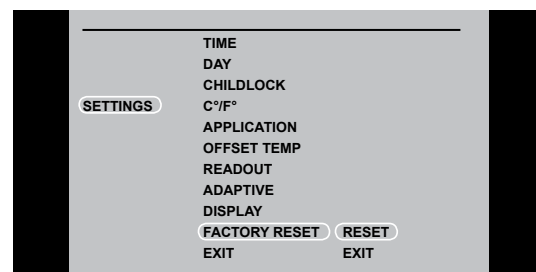 TIME
DAY
CHILDLOCK
SETTINGS C°/F°
APPLICATION
OFFSET TEMP
READOUT
ADAPTIVE
DISPLAY
FACTORY RESET RESET
EXIT EXIT